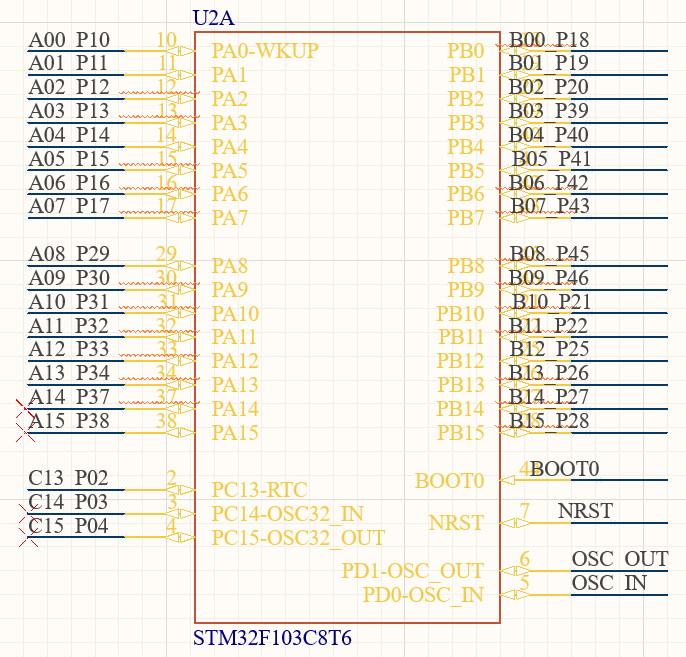 U2A
A00_P10 10 PA0-WKUP PB0 B00_P18
A01_P11 11 PA1 PB1 B01_P19
A02_P12 12 PA2 PB2 B02_P20
A03_P13 13 PA3 PB3 B03_P39
A04_P14 14 PA4 PB4 B04_P40
A05_P15 15 PA5 PB5 B05_P41
A06_P16 16 PA6 PB6 B06_P42
A07_P17 17 PA7 PB7 B07_P43
A08_P29 29 PA8 PB8 B08_P45
A09_P30 30 PA9 PB9 B09_P46
A10_P31 31 PA10 PB10 B10_P21
A11_P32 32 PA11 PB11 B11_P22
A12_P33 33 PA12 PB12 B12_P25
A13_P34 34 PA13 PB13 B13_P26
A14_P37 37 PA14 PB14 B14_P27
A15_P38 38 PA15 PB15 B15_P28
BOOT0 BOOT0
C13_P02 2 PC13-RTC
C14_P03 3 PC14-OSC32_IN
NRST 7 NRST
C15_P04 4 PC15-OSC32_OUT
PD1-OSC_OUT 6 OSC_OUT
PD0-OSC_IN 5 OSC_IN
STM32F103C8T6